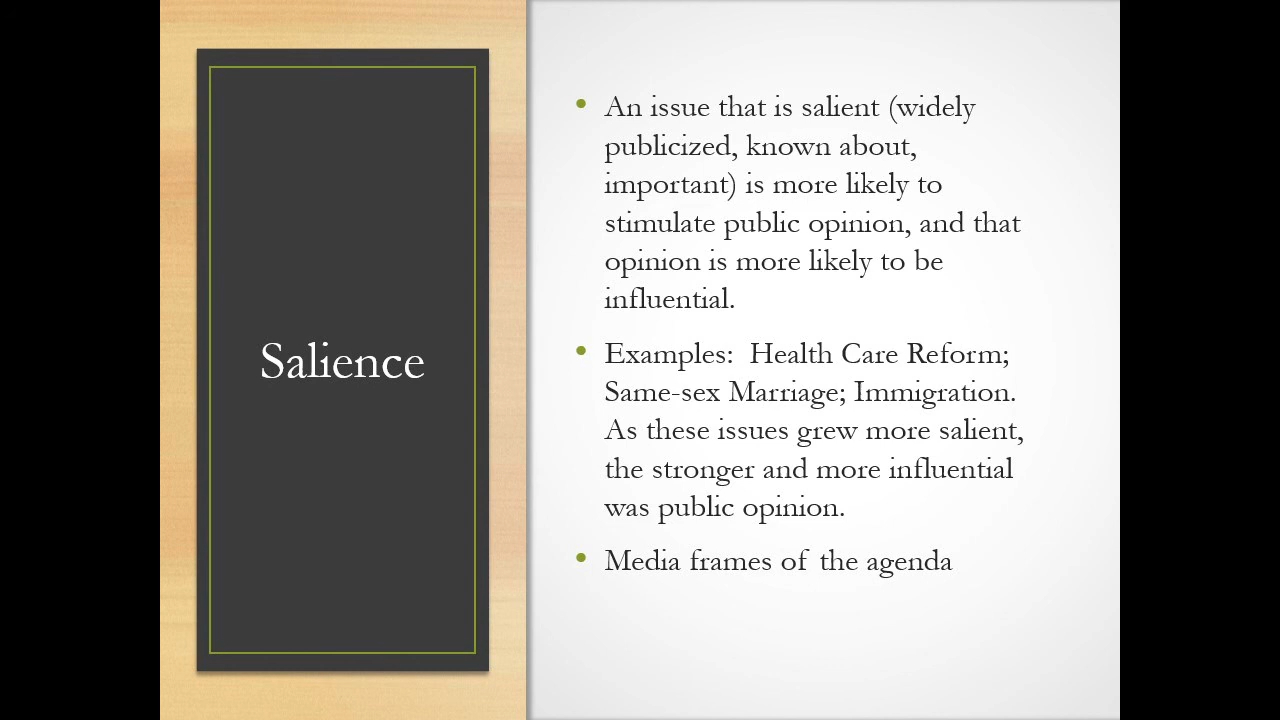 Salience
• An issue that is salient (widely
publicized, known about,
important) is more likely to
stimulate public opinion, and that
opinion is more likely to be
influential.
• Examples:  Health Care Reform;
Same-sex Marriage; Immigration.
As these issues grew more salient,
the stronger and more influential
was public opinion.
• Media frames of the agenda